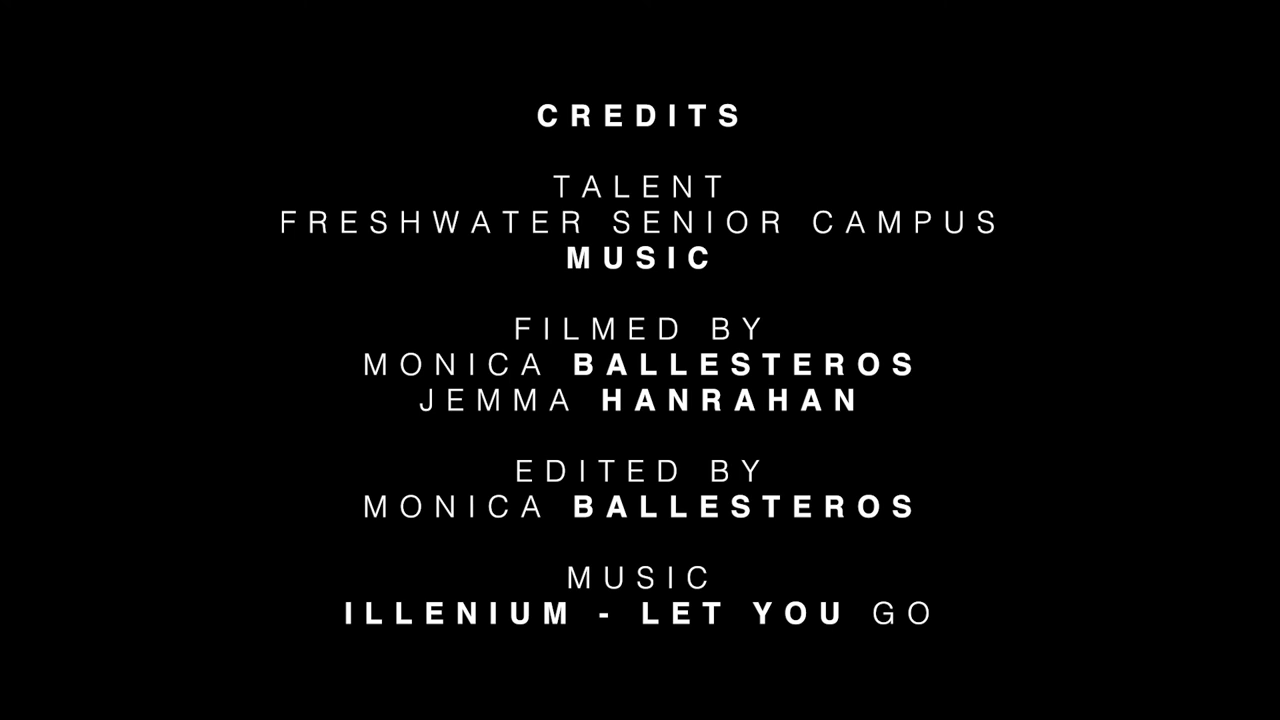 CREDITS
TALENT
FRESHWATER SENIOR CAMPUS
MUSIC
FILMED BY
MONICA BALLESTEROS
JEMMA HANRAHAN
EDITED BY
MONICA BALLESTEROS
MUSIC
ILLENIUM - LET YOU GO